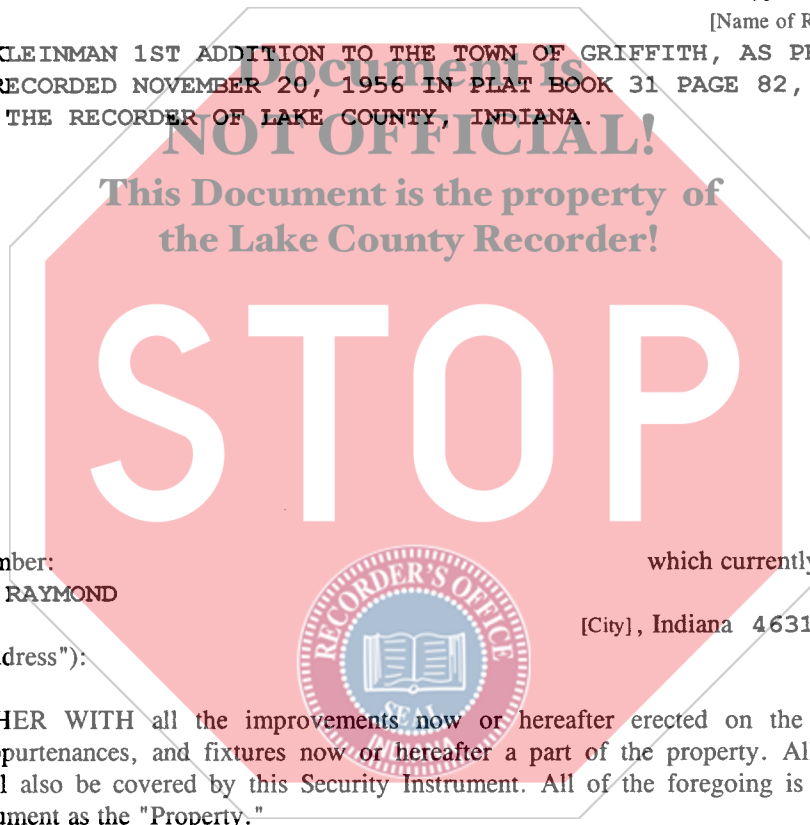 [Name of R
KLEINMAN 1ST ADDITION TO THE TOWN OF GRIFFITH, AS PE
RECORDED NOVEMBER 20, 1956 IN PLAT BOOK 31 PAGE 82,
THE RECORDER OF LAKE COUNTY, INDIANA.
Document is
NOT OFFICIAL!
This Document is the property of
the Lake County Recorder!
STOP
mber:
which currently
RAYMOND
[City], Indiana 4631
dress"):
RECORDER'S OFFICE
SEAL
INDIANA
HER WITH all the improvements now or hereafter erected on the
purtenances, and fixtures now or hereafter a part of the property. Al
l also be covered by this Security Instrument. All of the foregoing is
ument as the "Property."